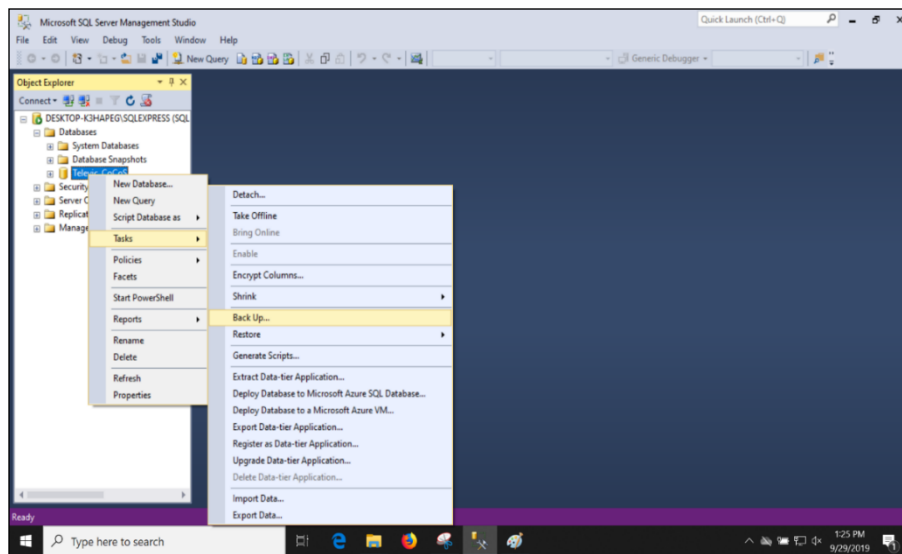 Microsoft SQL Server Management Studio
Quick Launch (Ctrl+Q)
File Edit View Debug Tools Window Help
New Query
Generic Debugger
Object Explorer
Connect
DESKTOP-K3HAPEG\SQLEXPRESS (SQL
Databases
System Databases
Database Snapshots
Televic_CoCoS
Security
Server
Replicat
Manage
New Database...
New Query
Script Database as
Tasks
Policies
Facets
Start PowerShell
Reports
Rename
Delete
Refresh
Properties
Detach...
Take Offline
Bring Online
Enable
Encrypt Columns...
Shrink
Back Up...
Restore
Generate Scripts...
Extract Data-tier Application...
Deploy Database to Microsoft Azure SQL Database...
Deploy Database to a Microsoft Azure VM...
Export Data-tier Application...
Register as Data-tier Application...
Upgrade Data-tier Application...
Delete Data-tier Application...
Import Data...
Export Data...
Ready
Type here to search
1:25 PM
9/29/2019